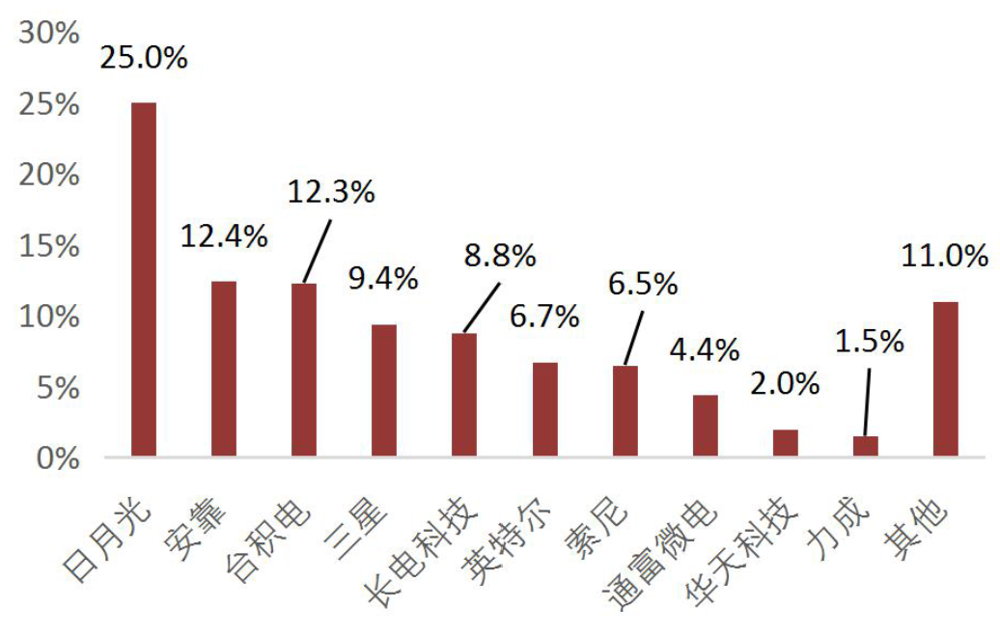 30%
25%
20%
15%
10%
5%
0%
25.0%
12.4%
12.3%
9.4%
8.8%
6.7%
6.5%
4.4%
2.0%
1.5%
11.0%
日月光
安靠
台积电
三星
长电科技
英特尔
索尼
通富微电
华天科技
力成
其他